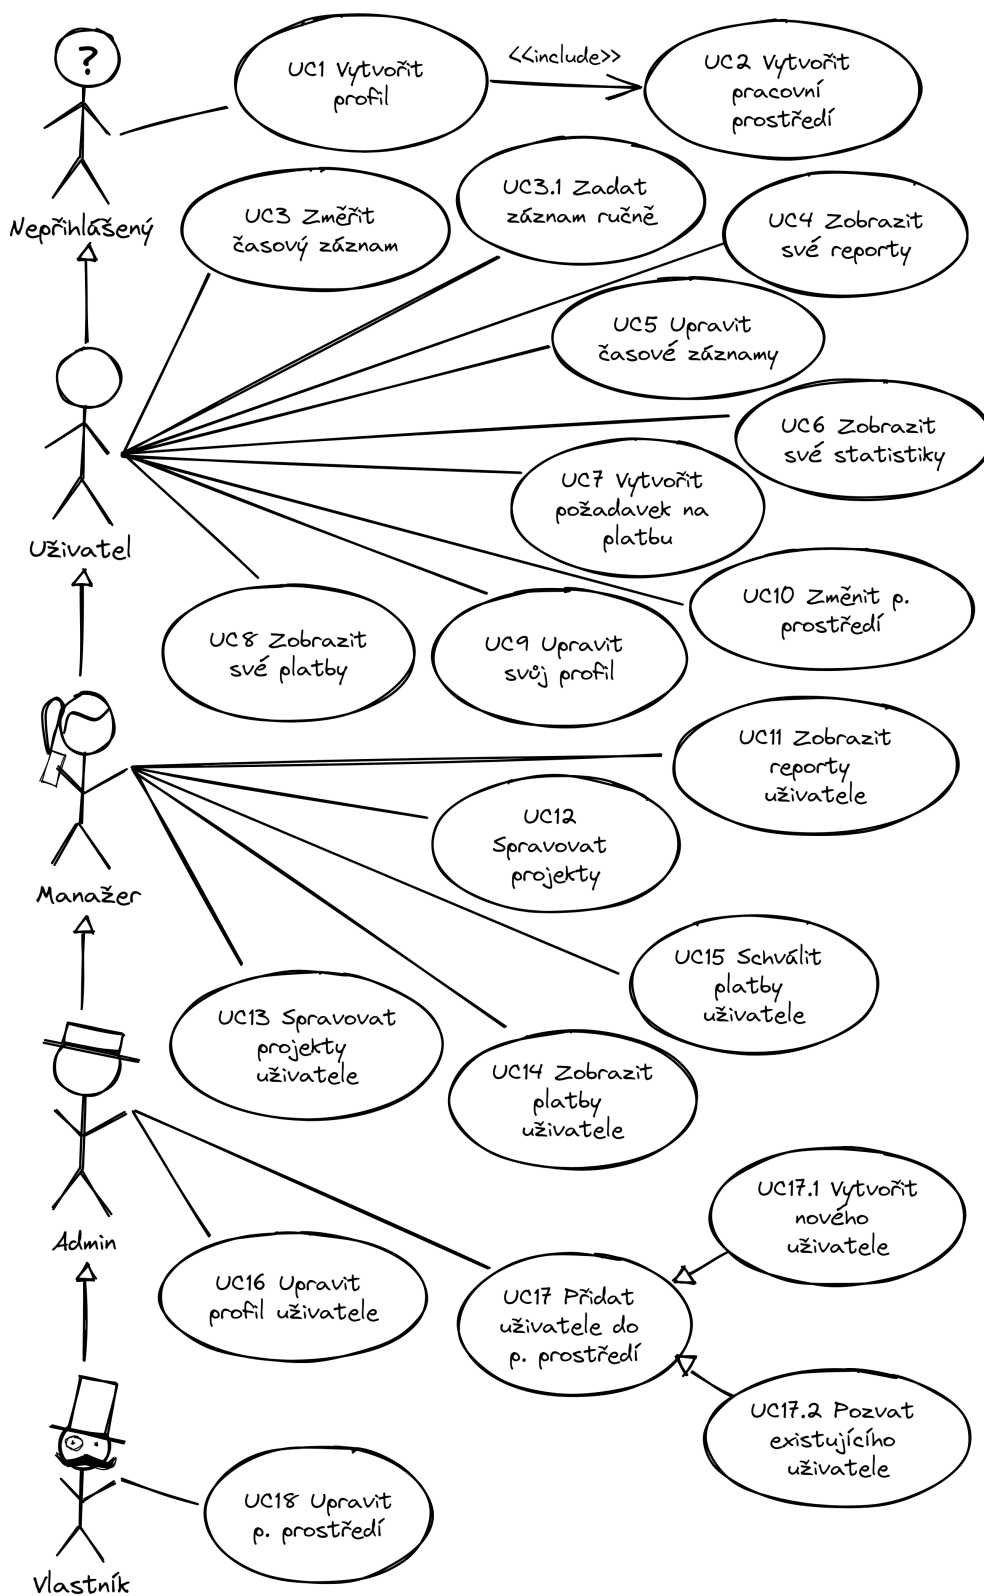 ?
UC1 Vytvořit
profil
<<include>>
UC2 Vytvořit
pracovní
prostředí
Nepřihlášený
UC3 Změřit
časový záznam
UC3.1 Zadat
záznam ručně
UC4 Zobrazit
své reporty
UC5 Upravit
časové záznamy
UC6 Zobrazit
své statistiky
UC7 Vytvořit
požadavek na
platbu
Uživatel
UC8 Zobrazit
své platby
UC9 Upravit
svůj profil
UC10 Změnit p.
prostředí
UC11 Zobrazit
reporty
uživatele
UC12
Spravovat
projekty
Manažer
UC15 Schválit
platby
uživatele
UC13 Spravovat
projekty
uživatele
UC14 Zobrazit
platby
uživatele
Admin
UC17.1 Vytvořit
nového
uživatele
UC16 Upravit
profil uživatele
UC17 Přidat
uživatele do
p. prostředí
UC17.2 Pozvat
existujícího
uživatele
UC18 Upravit
p. prostředí
Vlastník